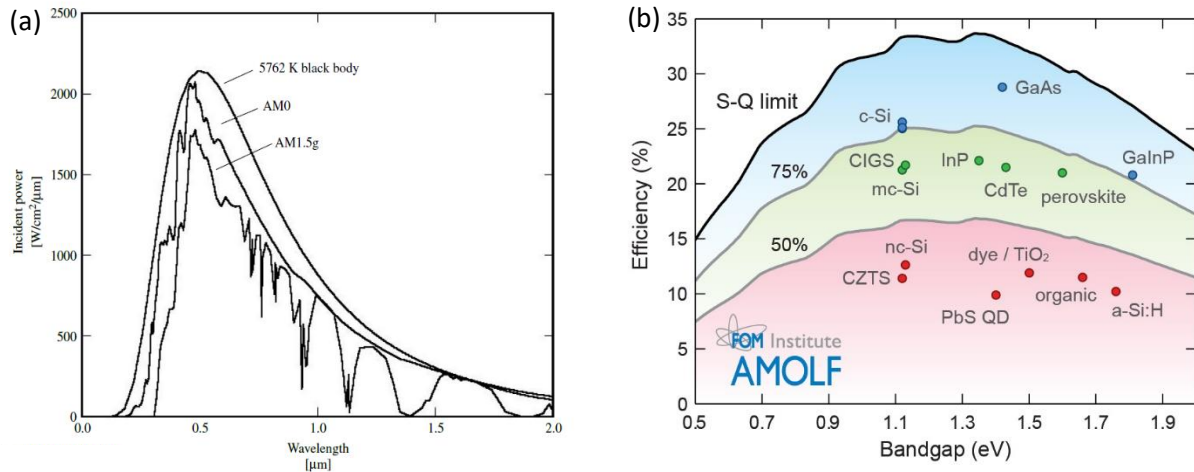 (a)
2500
2000
1500
1000
500
0
Incident power
[W/cm²/μm]
5762 K black body
AM0
AM1.5g
0.0 0.5 1.0 1.5 2.0
Wavelength
[μm]
(b)
35
30
25
20
15
10
5
0
Efficiency (%)
S-Q limit
75%
50%
GaAs
c-Si
CIGS
mc-Si
InP
CdTe
perovskite
GaInP
nc-Si
CZTS
dye / TiO₂
PbS QD
organic
a-Si:H
FOM Institute
AMOLF
0.5 0.7 0.9 1.1 1.3 1.5 1.7 1.9
Bandgap (eV)